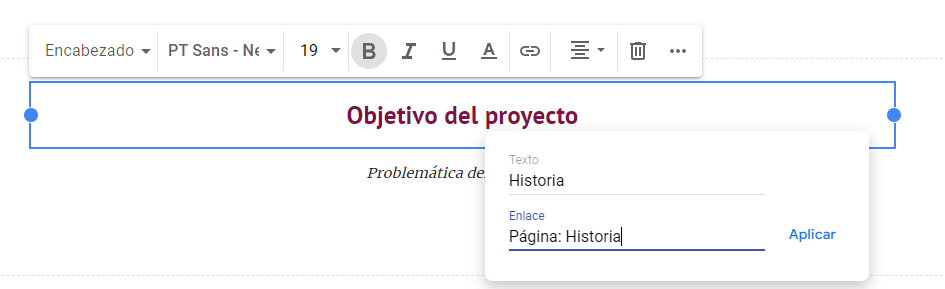 Encabezado PT Sans - Ne 19 B I U A
Objetivo del proyecto
Problemática de
Texto
Historia
Enlace
Página: Historia
Aplicar